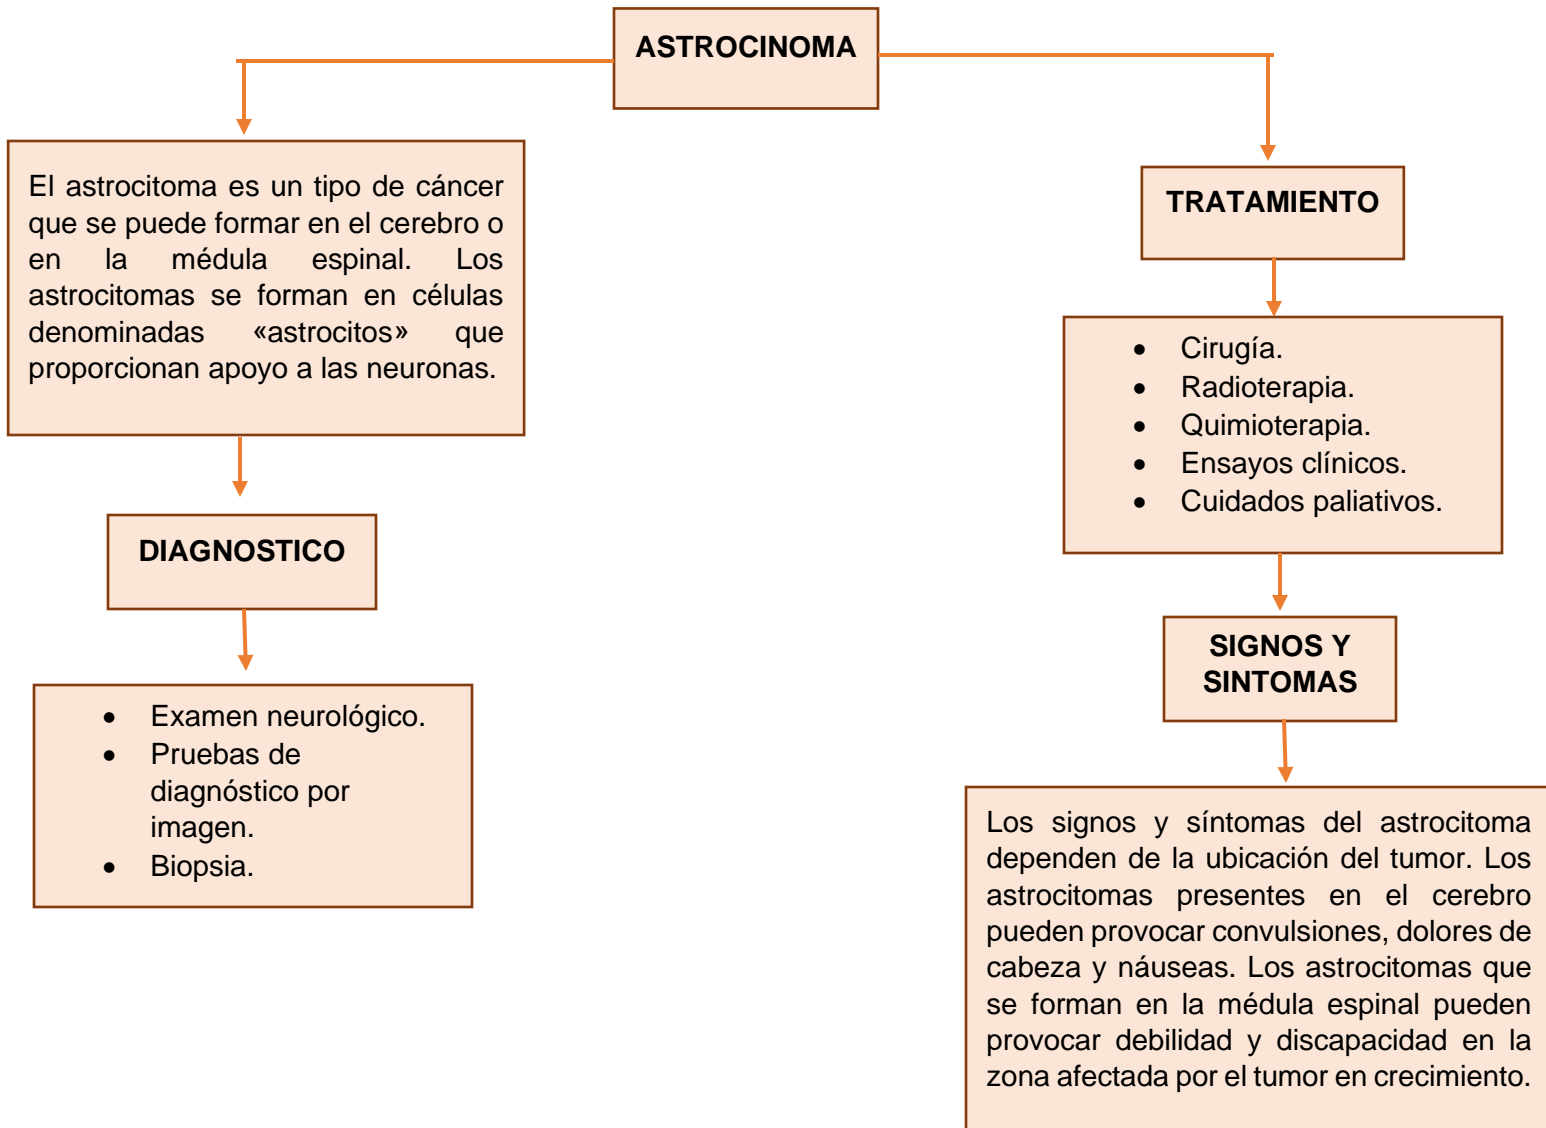 ASTROCINOMA
El astrocitoma es un tipo de cáncer
que se puede formar en el cerebro o
en la médula espinal. Los
astrocitomas se forman en células
denominadas «astrocitos» que
proporcionan apoyo a las neuronas.
DIAGNOSTICO
• Examen neurológico.
• Pruebas de
diagnóstico por
imagen.
• Biopsia.
TRATAMIENTO
• Cirugía.
• Radioterapia.
• Quimioterapia.
• Ensayos clínicos.
• Cuidados paliativos.
SIGNOS Y
SINTOMAS
Los signos y síntomas del astrocitoma
dependen de la ubicación del tumor. Los
astrocitomas presentes en el cerebro
pueden provocar convulsiones, dolores de
cabeza y náuseas. Los astrocitomas que
se forman en la médula espinal pueden
provocar debilidad y discapacidad en la
zona afectada por el tumor en crecimiento.